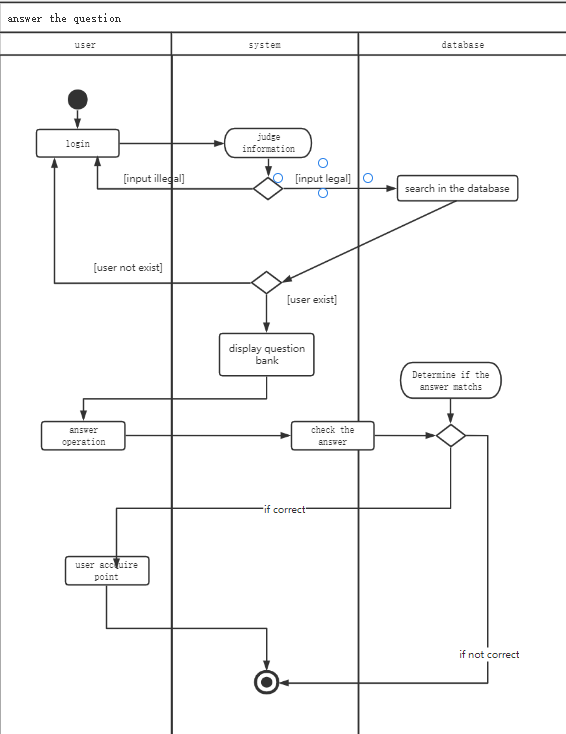 answer the question
user
system
database
login
judge
information
[input illegal]
[input legal]
search in the database
[user not exist]
[user exist]
display question
bank
Determine if the
answer matchs
answer
operation
check the
answer
if correct
user accuire
point
if not correct